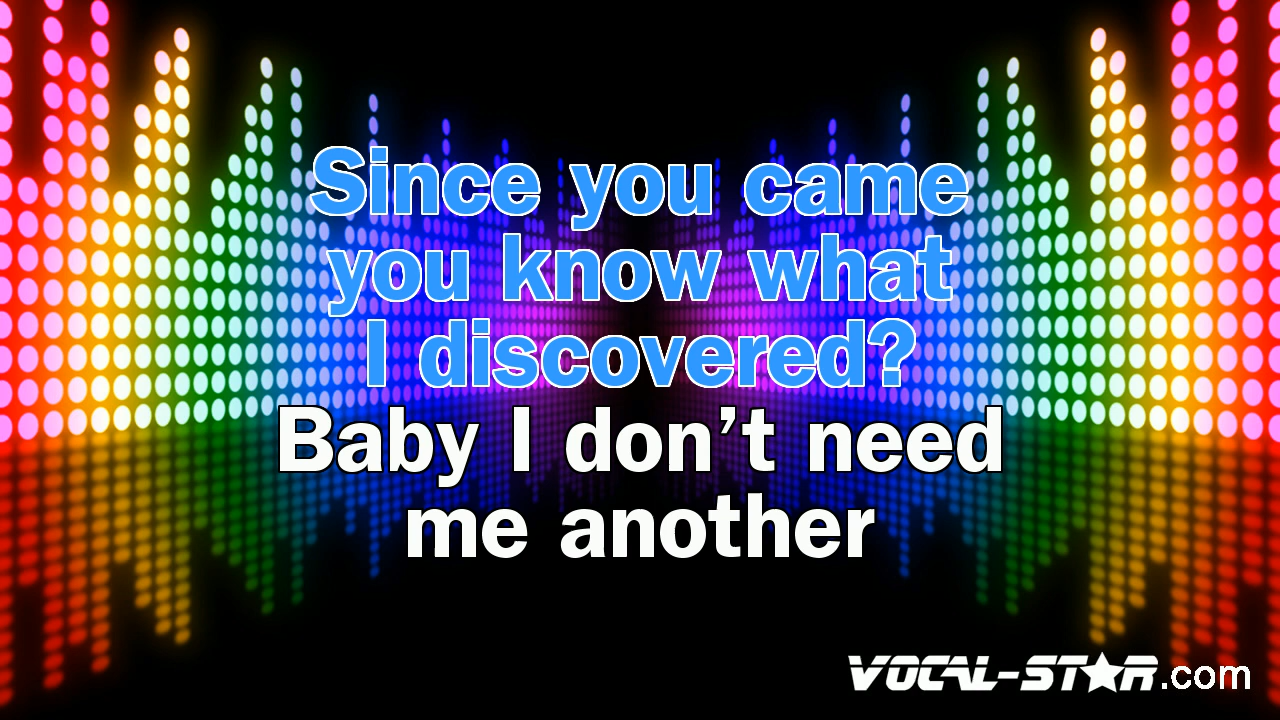 Since you came
you know what
I discovered?
Baby I don’t need
me another
VOCAL-STAR.com